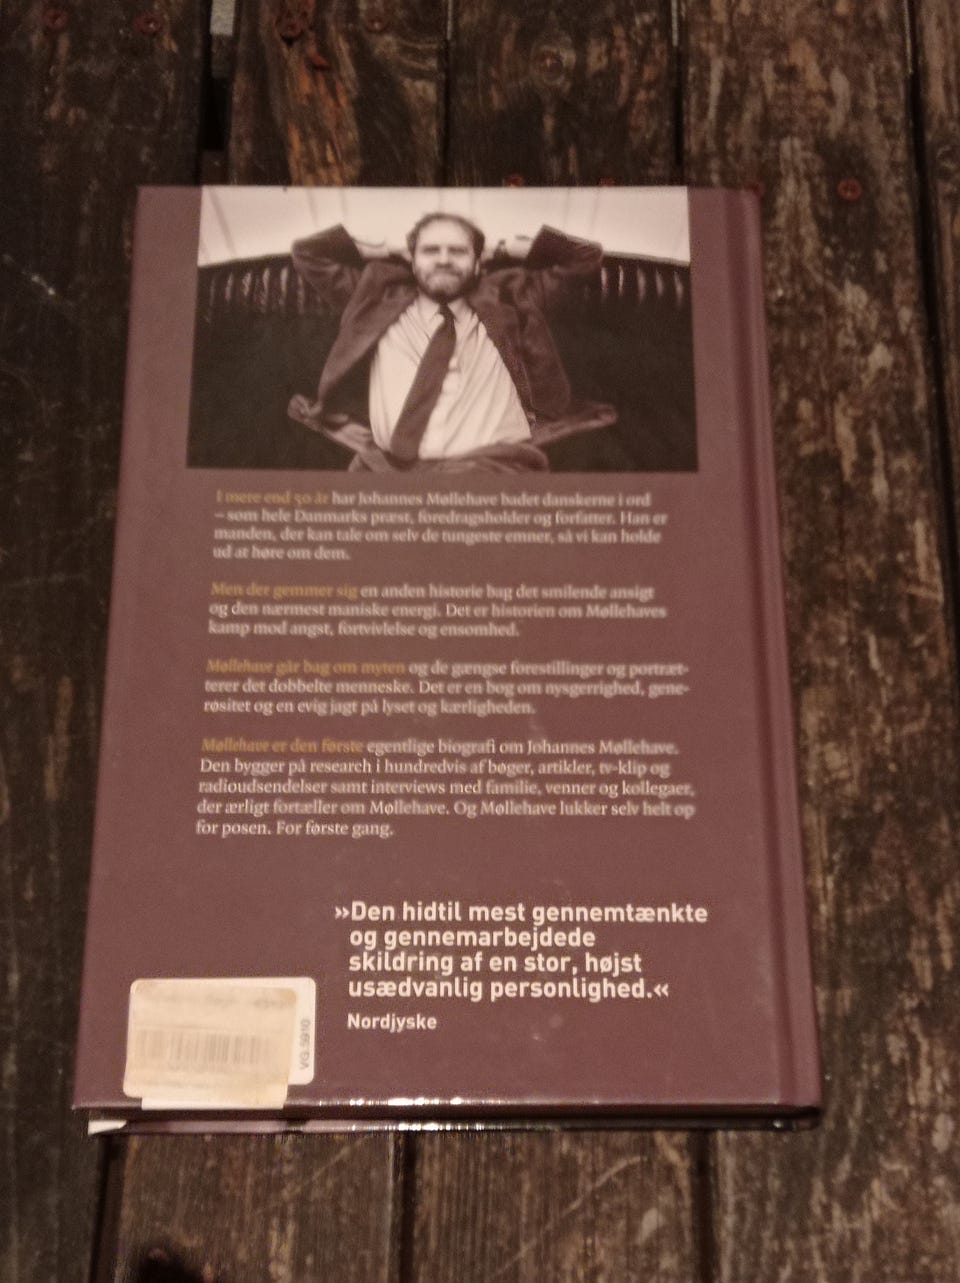 I mere end 50 år har Johannes Møllehave badet danskerne i ord
– som hele Danmarks præst, foredragsholder og forfatter. Han er
manden, der kan tale om selv de tungeste emner, så vi kan holde
ud at høre om dem.
Men der gemmer sig en anden historie bag det smilende ansigt
og den nærmest maniske energi. Det er historien om Møllehaves
kamp mod angst, fortvivlelse og ensomhed.
Møllehave går bag om myten og de gængse forestillinger og portræt-
terer det dobbelte menneske. Det er en bog om nysgerrighed, gene-
røsitet og en evig jagt på lyset og kærligheden.
Møllehave er den første egentlige biografi om Johannes Møllehave.
Den bygger på research i hundredvis af bøger, artikler, tv-klip og
radioudsendelser samt interviews med familie, venner og kollegaer,
der ærligt fortæller om Møllehave. Og Møllehave lukker selv helt op
for posen. For første gang.
»Den hidtil mest gennemtænkte
og gennemarbejdede
skildring af en stor, højst
usædvanlig personlighed.«
Nordjyske
VG. 5910